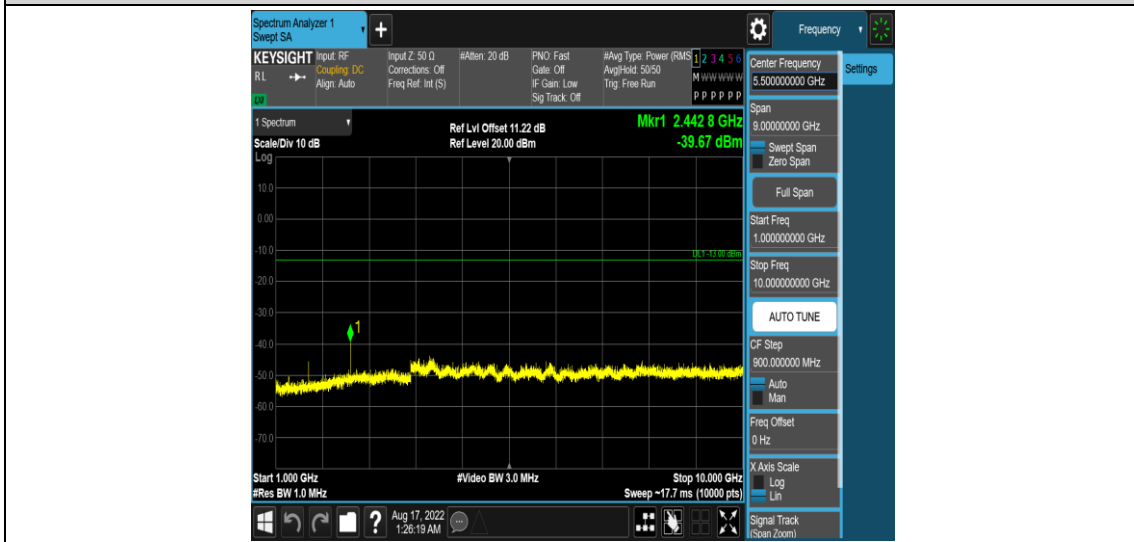 Spectrum Analyzer 1
Swept SA
+
Frequency
KEYSIGHT
RL
LXI
Input: RF
Coupling: DC
Align: Auto
Input Z: 50 Ω
Corrections: Off
Freq Ref: Int (S)
#Atten: 20 dB
PNO: Fast
Gate: Off
IF Gain: Low
Sig Track: Off
#Avg Type: Power (RMS
Avg|Hold: 50/50
Trig: Free Run
1 2 3 4 5 6
M W W W W W
P P P P P P
1 Spectrum
Scale/Div 10 dB
Ref Lvl Offset 11.22 dB
Ref Level 20.00 dBm
Mkr1 2.442 8 GHz
-39.67 dBm
Log
10.0
0.00
-10.0
DL1 -13.00 dBm
-20.0
-30.0
1
-40.0
-50.0
-60.0
-70.0
Start 1.000 GHz
#Res BW 1.0 MHz
#Video BW 3.0 MHz
Stop 10.000 GHz
Sweep ~17.7 ms (10000 pts)
Center Frequency
5.500000000 GHz
Settings
Span
9.00000000 GHz
Swept Span
Zero Span
Full Span
Start Freq
1.000000000 GHz
Stop Freq
10.000000000 GHz
AUTO TUNE
CF Step
900.000000 MHz
Auto
Man
Freq Offset
0 Hz
X Axis Scale
Log
Lin
Signal Track
(Span Zoom)
?
Aug 17, 2022
1:26:19 AM